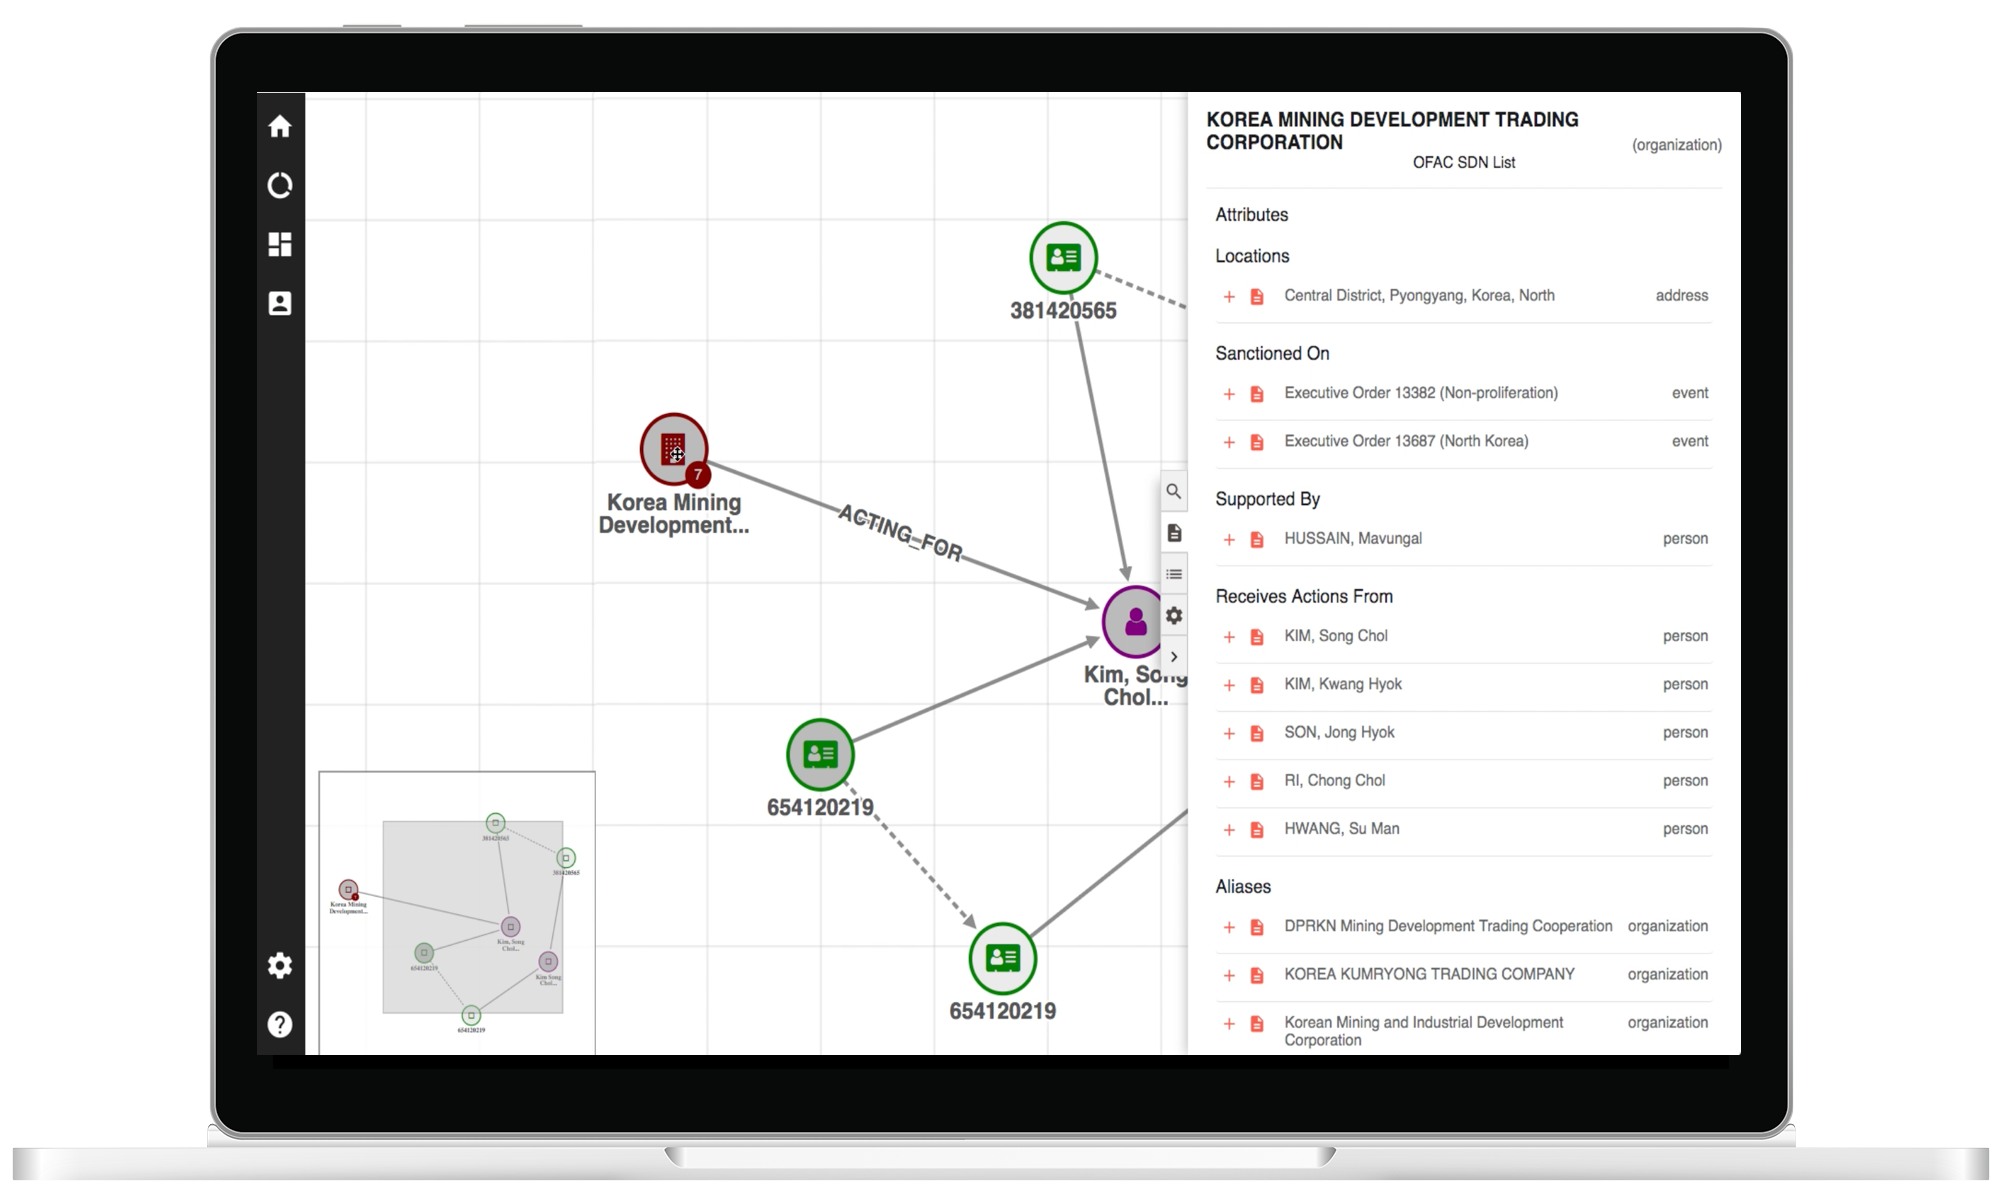 381420565
7
Korea Mining
Development...
ACTING_FOR
Kim, Song
Chol...
654120219
654120219
381420565
381420565
Korea Mining
Development...
Kim, Song
Chol...
654120219
Kim Song
Chol...
654120219
KOREA MINING DEVELOPMENT TRADING
CORPORATION
(organization)
OFAC SDN List
Attributes
Locations
Central District, Pyongyang, Korea, North address
Sanctioned On
Executive Order 13382 (Non-proliferation) event
Executive Order 13687 (North Korea) event
Supported By
HUSSAIN, Mavungal person
Receives Actions From
KIM, Song Chol person
KIM, Kwang Hyok person
SON, Jong Hyok person
RI, Chong Chol person
HWANG, Su Man person
Aliases
DPRKN Mining Development Trading Cooperation organization
KOREA KUMRYONG TRADING COMPANY organization
Korean Mining and Industrial Development organization
Corporation